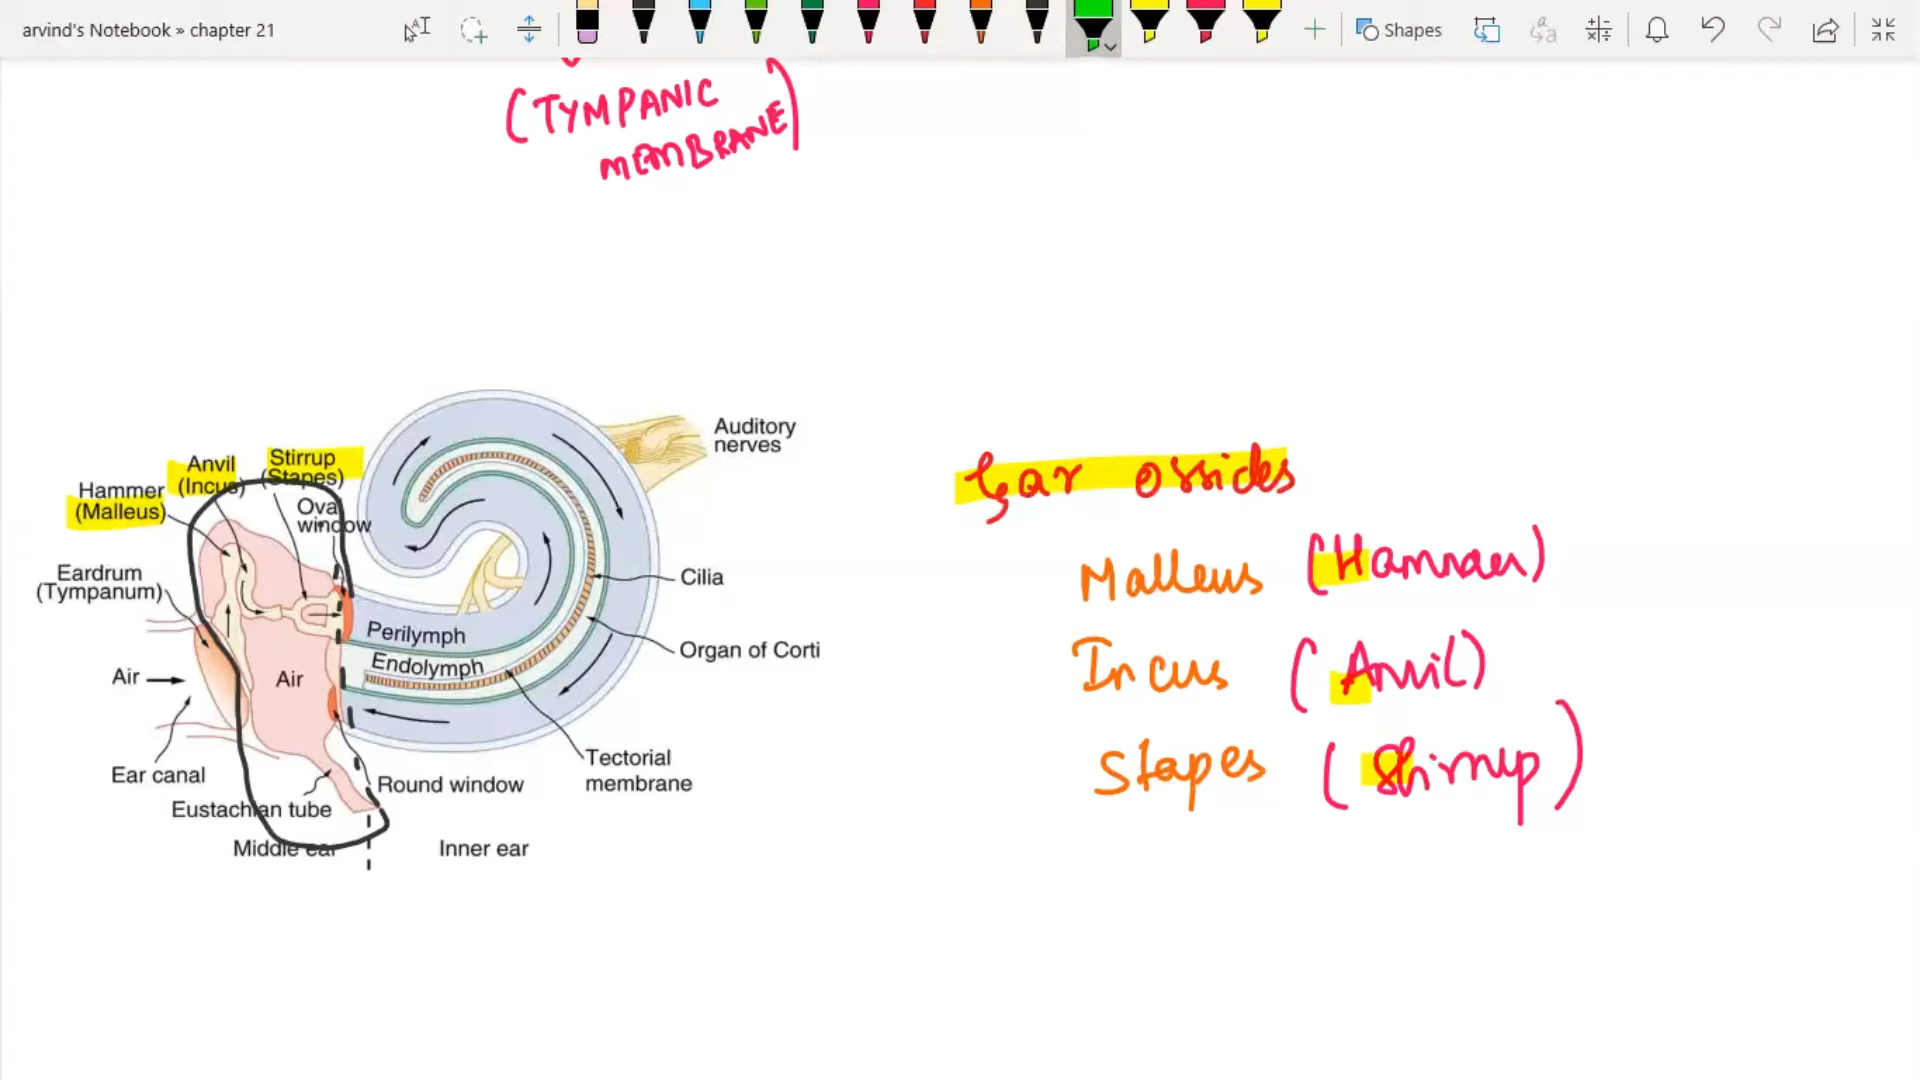 arvind's Notebook » chapter 21
Shapes
(TYMPANIC
MEMBRANE)
Auditory
nerves
Stirrup
(Stapes)
Anvil
(Incus)
Hammer
(Malleus)
Oval
window
Eardrum
(Tympanum)
Cilia
Perilymph
Endolymph
Organ of Corti
Air
Air
Tectorial
membrane
Ear canal
Round window
Eustachian tube
Middle ear
Inner ear
Ear ossicles
Malleus (Hammer)
Incus (Anvil)
Stapes (Stirrup)